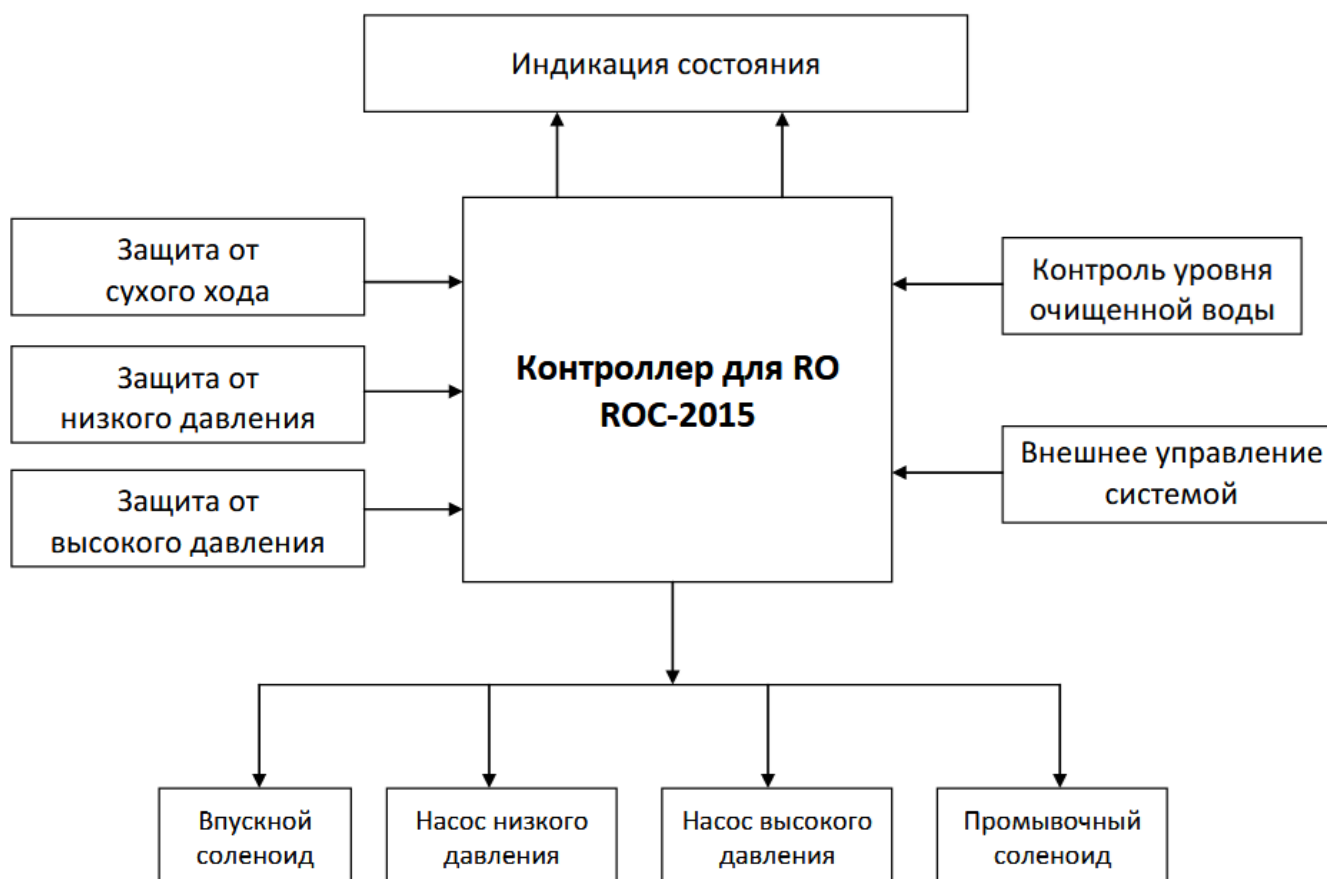 Индикация состояния
Защита от
сухого хода
Защита от
низкого давления
Защита от
высокого давления
Контроллер для RO
ROC-2015
Контроль уровня
очищенной воды
Внешнее управление
системой
Впускной
соленоид
Насос низкого
давления
Насос высокого
давления
Промывочный
соленоид